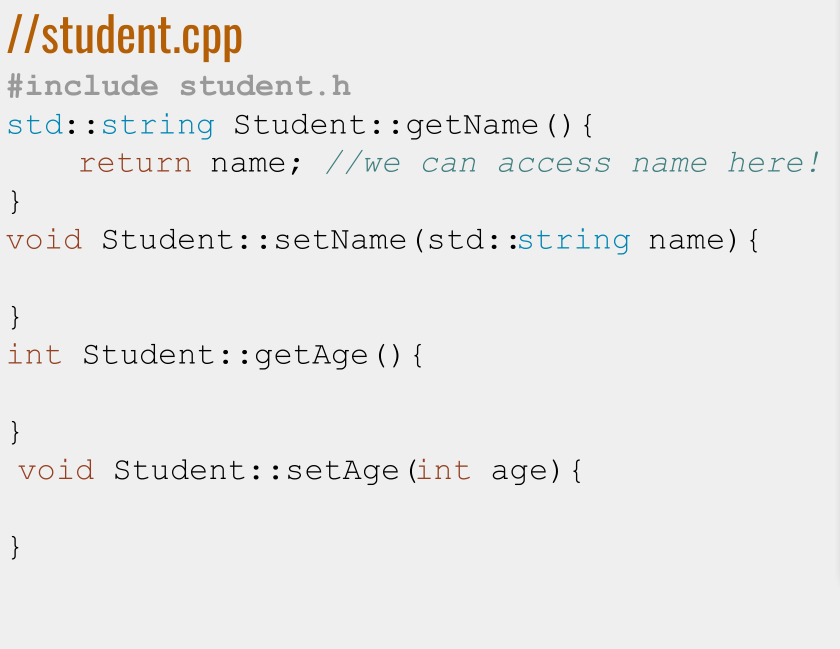 //student.cpp
#include student.h
std::string Student::getName(){
    return name; //we can access name here!
}
void Student::setName(std::string name){

}
int Student::getAge(){

}
void Student::setAge(int age){

}